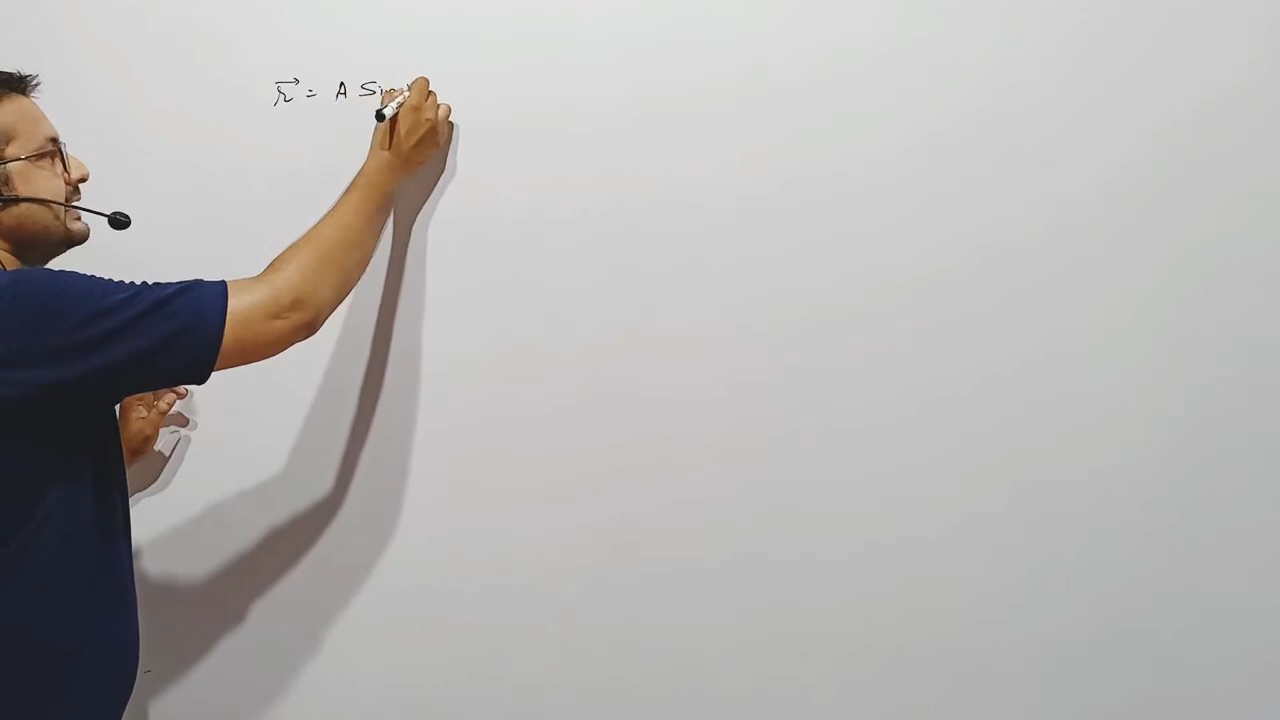 r⃗ = A Sin